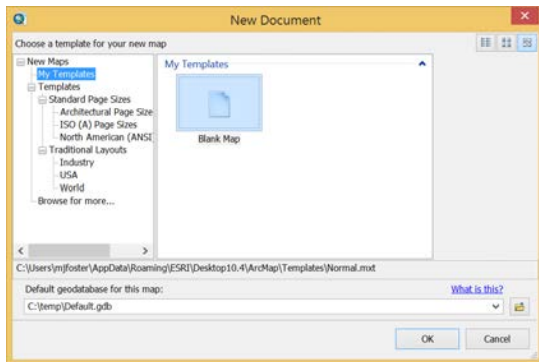 New Document
Choose a template for your new map
New Maps
My Templates
Templates
Standard Page Sizes
Architectural Page Size
ISO (A) Page Sizes
North American (ANSI)
Traditional Layouts
Industry
USA
World
Browse for more...
My Templates
Blank Map
C:\Users\mjfoster\AppData\Roaming\ESRI\Desktop10.4\ArcMap\Templates\Normal.mxt
Default geodatabase for this map:
What is this?
C:\temp\Default.gdb
OK
Cancel